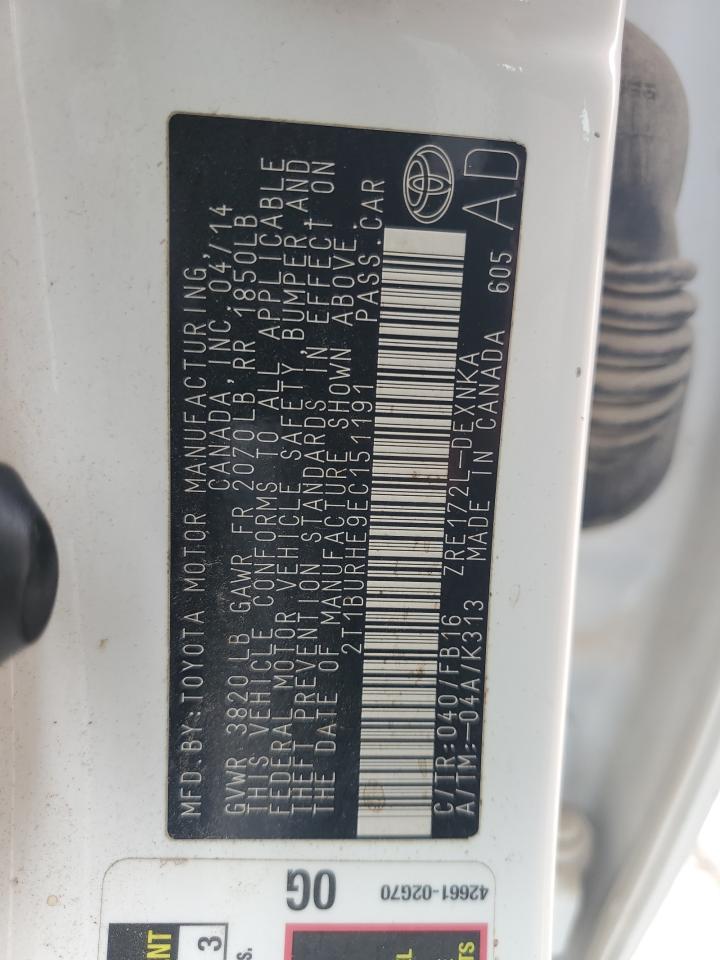 MFD.BY:TOYOTA MOTOR MANUFACTURING,
CANADA, INC 04/14
GVWR 3820LB GAWR FR 2070LB RR 1850LB
THIS VEHICLE CONFORMS TO ALL APPLICABLE
FEDERAL MOTOR VEHICLE SAFETY, BUMPER,AND
THEFT PREVENTION STANDARDS IN EFFECT ON
THE DATE OF MANUFACTURE SHOWN ABOVE.
2T1BURHE9EC151191 PASS.CAR
C/TR:040/FB16 ZRE172L-DEXNKA
A/TM:-04A/K313 MADE IN CANADA 605
AD
OG
42661-02G70
3